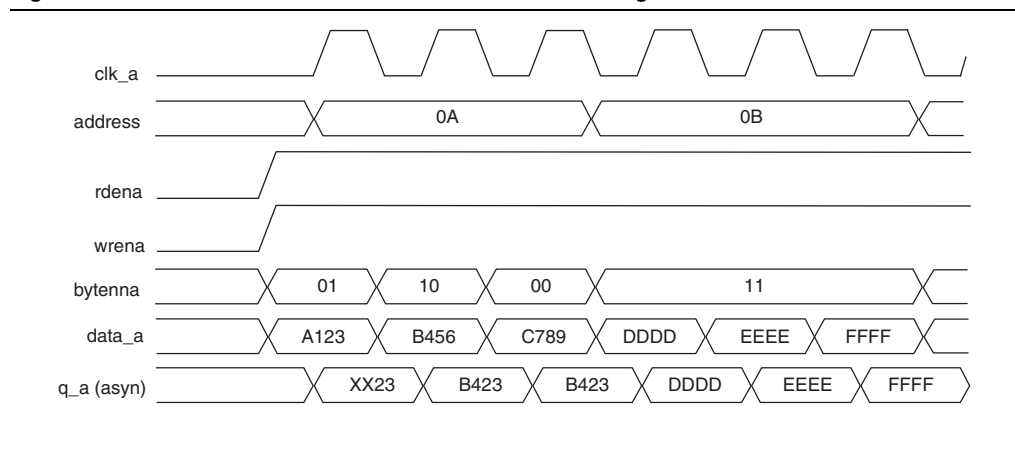 clk_a
address 0A 0B
rdena
wrena
bytenna 01 10 00 11
data_a A123 B456 C789 DDDD EEEE FFFF
q_a (asyn) XX23 B423 B423 DDDD EEEE FFFF